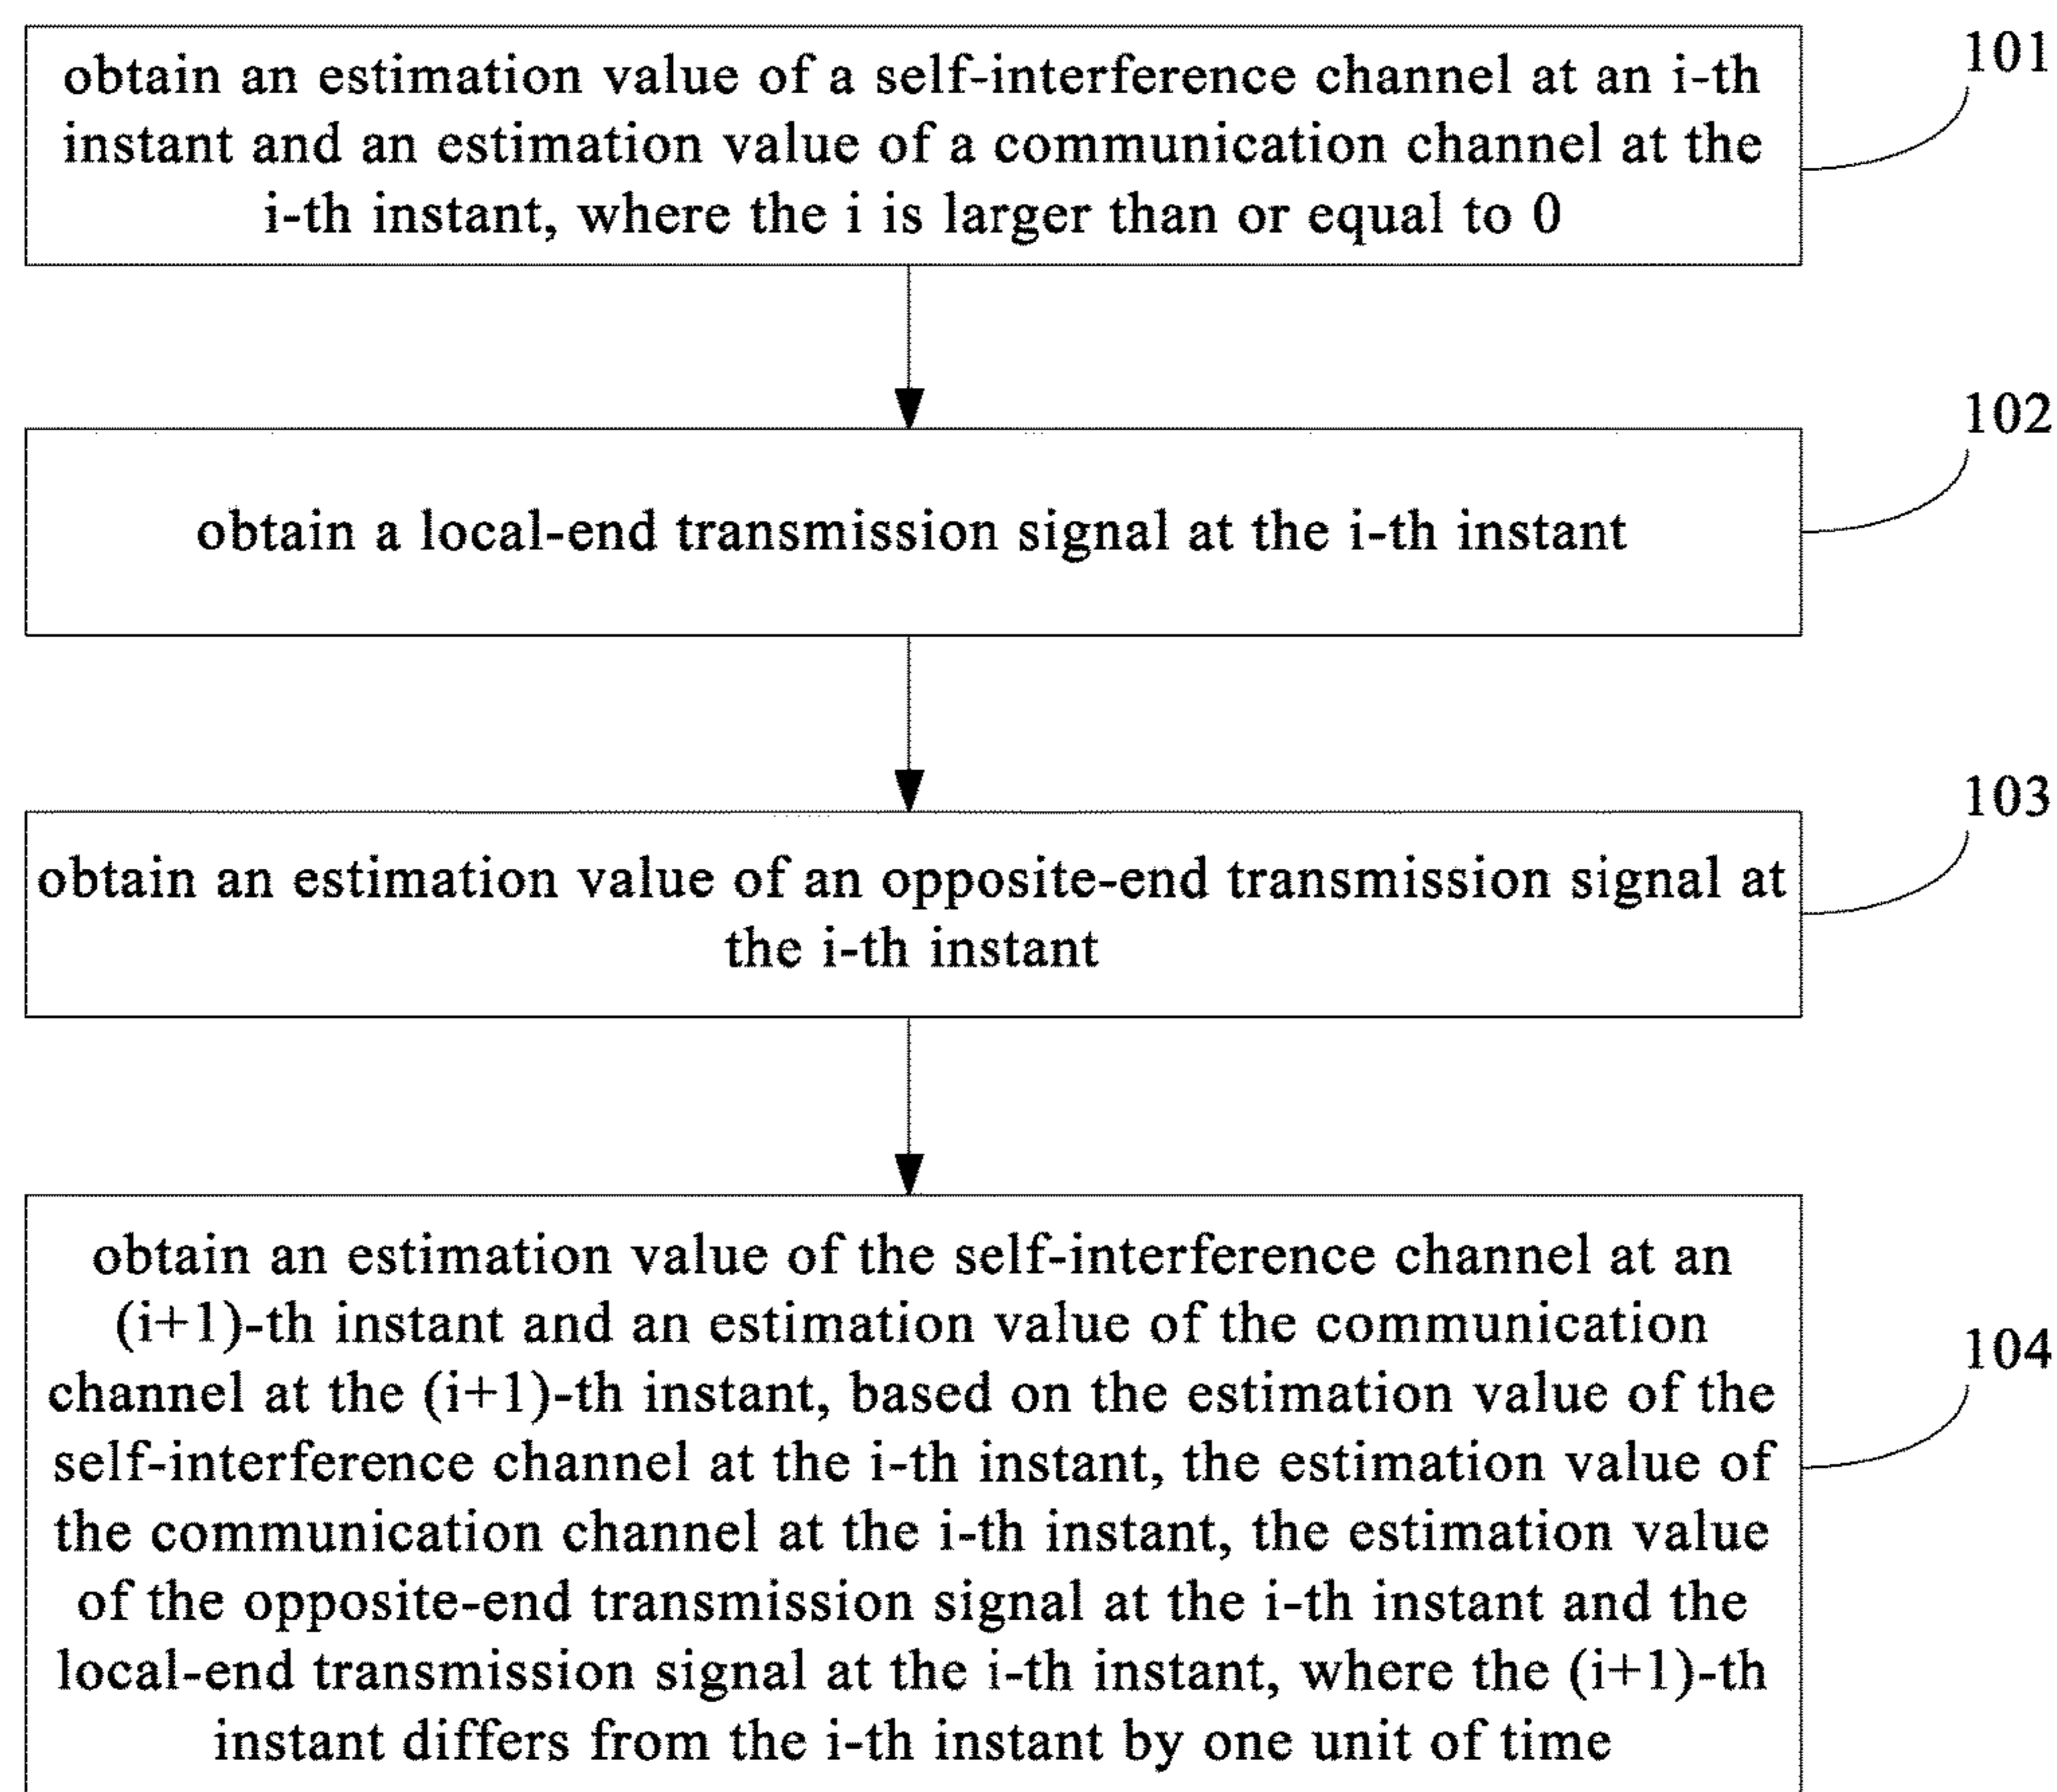 obtain an estimation value of a self-interference channel at an i-th
instant and an estimation value of a communication channel at the
i-th instant, where the i is larger than or equal to 0
101
obtain a local-end transmission signal at the i-th instant
102
obtain an estimation value of an opposite-end transmission signal at
the i-th instant
103
obtain an estimation value of the self-interference channel at an
(i+1)-th instant and an estimation value of the communication
channel at the (i+1)-th instant, based on the estimation value of the
self-interference channel at the i-th instant, the estimation value of
the communication channel at the i-th instant, the estimation value
of the opposite-end transmission signal at the i-th instant and the
local-end transmission signal at the i-th instant, where the (i+1)-th
instant differs from the i-th instant by one unit of time
104